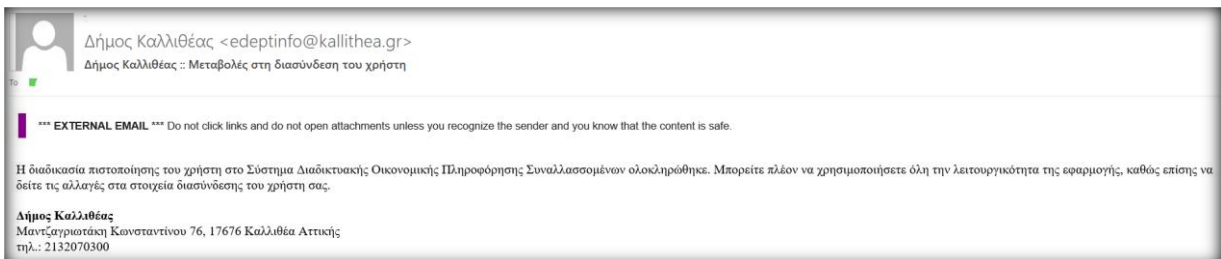 Δήμος Καλλιθέας <edeptinfo@kallithea.gr>
Δήμος Καλλιθέας :: Μεταβολές στη διασύνδεση του χρήστη
To
*** EXTERNAL EMAIL *** Do not click links and do not open attachments unless you recognize the sender and you know that the content is safe.
Η διαδικασία πιστοποίησης του χρήστη στο Σύστημα Διαδικτυακής Οικονομικής Πληροφόρησης Συναλλασσομένων ολοκληρώθηκε. Μπορείτε πλέον να χρησιμοποιήσετε όλη την λειτουργικότητα της εφαρμογής, καθώς επίσης να
δείτε τις αλλαγές στα στοιχεία διασύνδεσης του χρήστη σας.
Δήμος Καλλιθέας
Μαντζαγριωτάκη Κωνσταντίνου 76, 17676 Καλλιθέα Αττικής
τηλ.: 2132070300